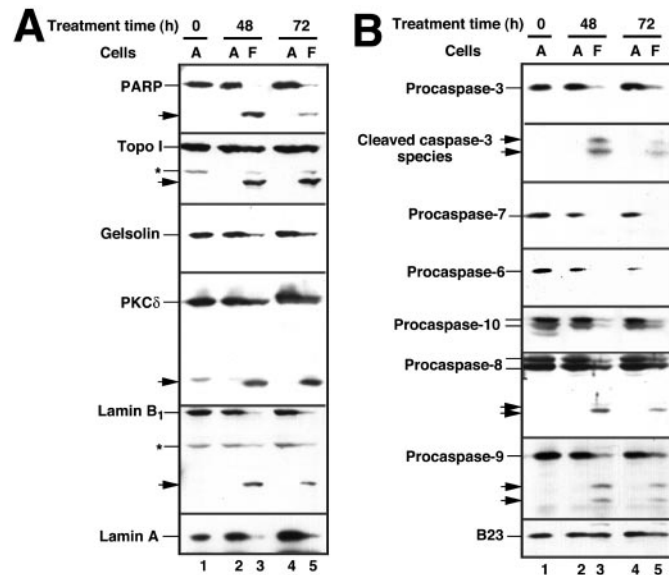 A
Treatment time (h) 0 48 72
Cells A A F A F
PARP
Topo I
*
Gelsolin
PKCδ
Lamin B1
*
Lamin A
1 2 3 4 5
B
Treatment time (h) 0 48 72
Cells A A F A F
Procaspase-3
Cleaved caspase-3
species
Procaspase-7
Procaspase-6
Procaspase-10
Procaspase-8
Procaspase-9
B23
1 2 3 4 5